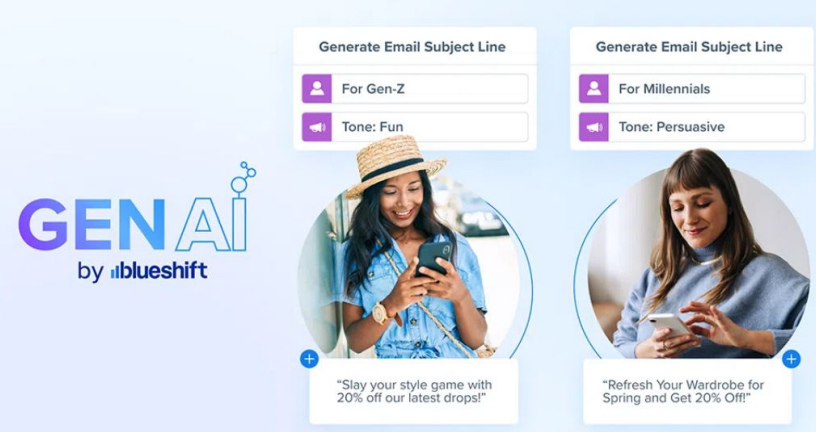 GEN AI
by blueshift
Generate Email Subject Line
For Gen-Z
Tone: Fun
“Slay your style game with
20% off our latest drops!”
Generate Email Subject Line
For Millennials
Tone: Persuasive
“Refresh Your Wardrobe for
Spring and Get 20% Off!”